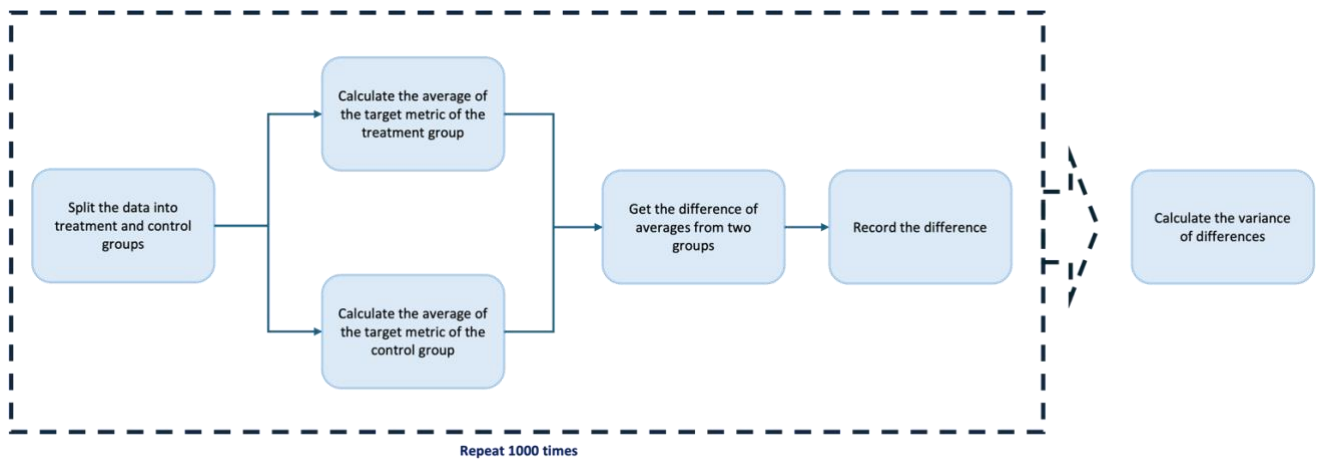 Split the data into
treatment and control
groups
Calculate the average of
the target metric of the
treatment group
Calculate the average of
the target metric of the
control group
Get the difference of
averages from two
groups
Record the difference
Calculate the variance
of differences
Repeat 1000 times